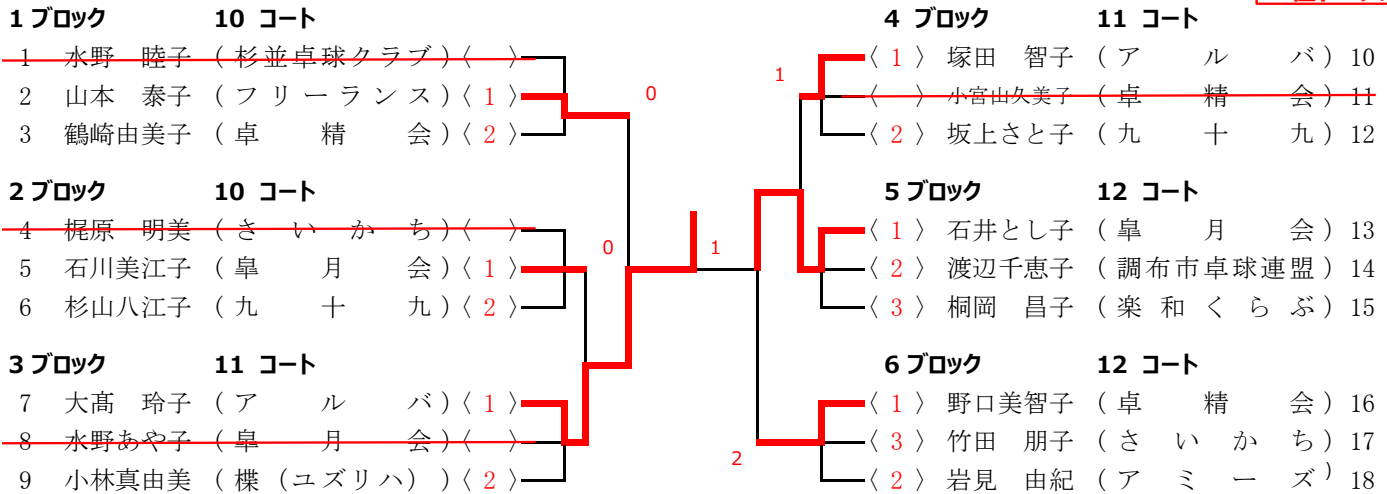 1 ブロック 10 コート
1 水野 睦子 (杉並卓球クラブ)〈 〉
2 山本 泰子 (フリーランス)〈 1 〉
3 鶴崎由美子 (卓精会)〈 2 〉
2 ブロック 10 コート
4 梶原 明美 (さいかち)〈 〉
5 石川美江子 (皐月会)〈 1 〉
6 杉山八江子 (九十九)〈 2 〉
3 ブロック 11 コート
7 大髙 玲子 (アルバ)〈 1 〉
8 水野あや子 (皐月会)〈 〉
9 小林真由美 (楪(ユズリハ))〈 2 〉
0
0
1
1
2
4 ブロック 11 コート
〈 1 〉 塚田 智子 (アルバ) 10
〈 〉 小宮山久美子 (卓精会) 11
〈 2 〉 坂上さと子 (九十九) 12
5 ブロック 12 コート
〈 1 〉 石井とし子 (皐月会) 13
〈 2 〉 渡辺千恵子 (調布市卓球連盟) 14
〈 3 〉 桐岡 昌子 (楽和くらぶ) 15
6 ブロック 12 コート
〈 1 〉 野口美智子 (卓精会) 16
〈 3 〉 竹田 朋子 (さいかち) 17
〈 2 〉 岩見 由紀 (アミーズ) 18